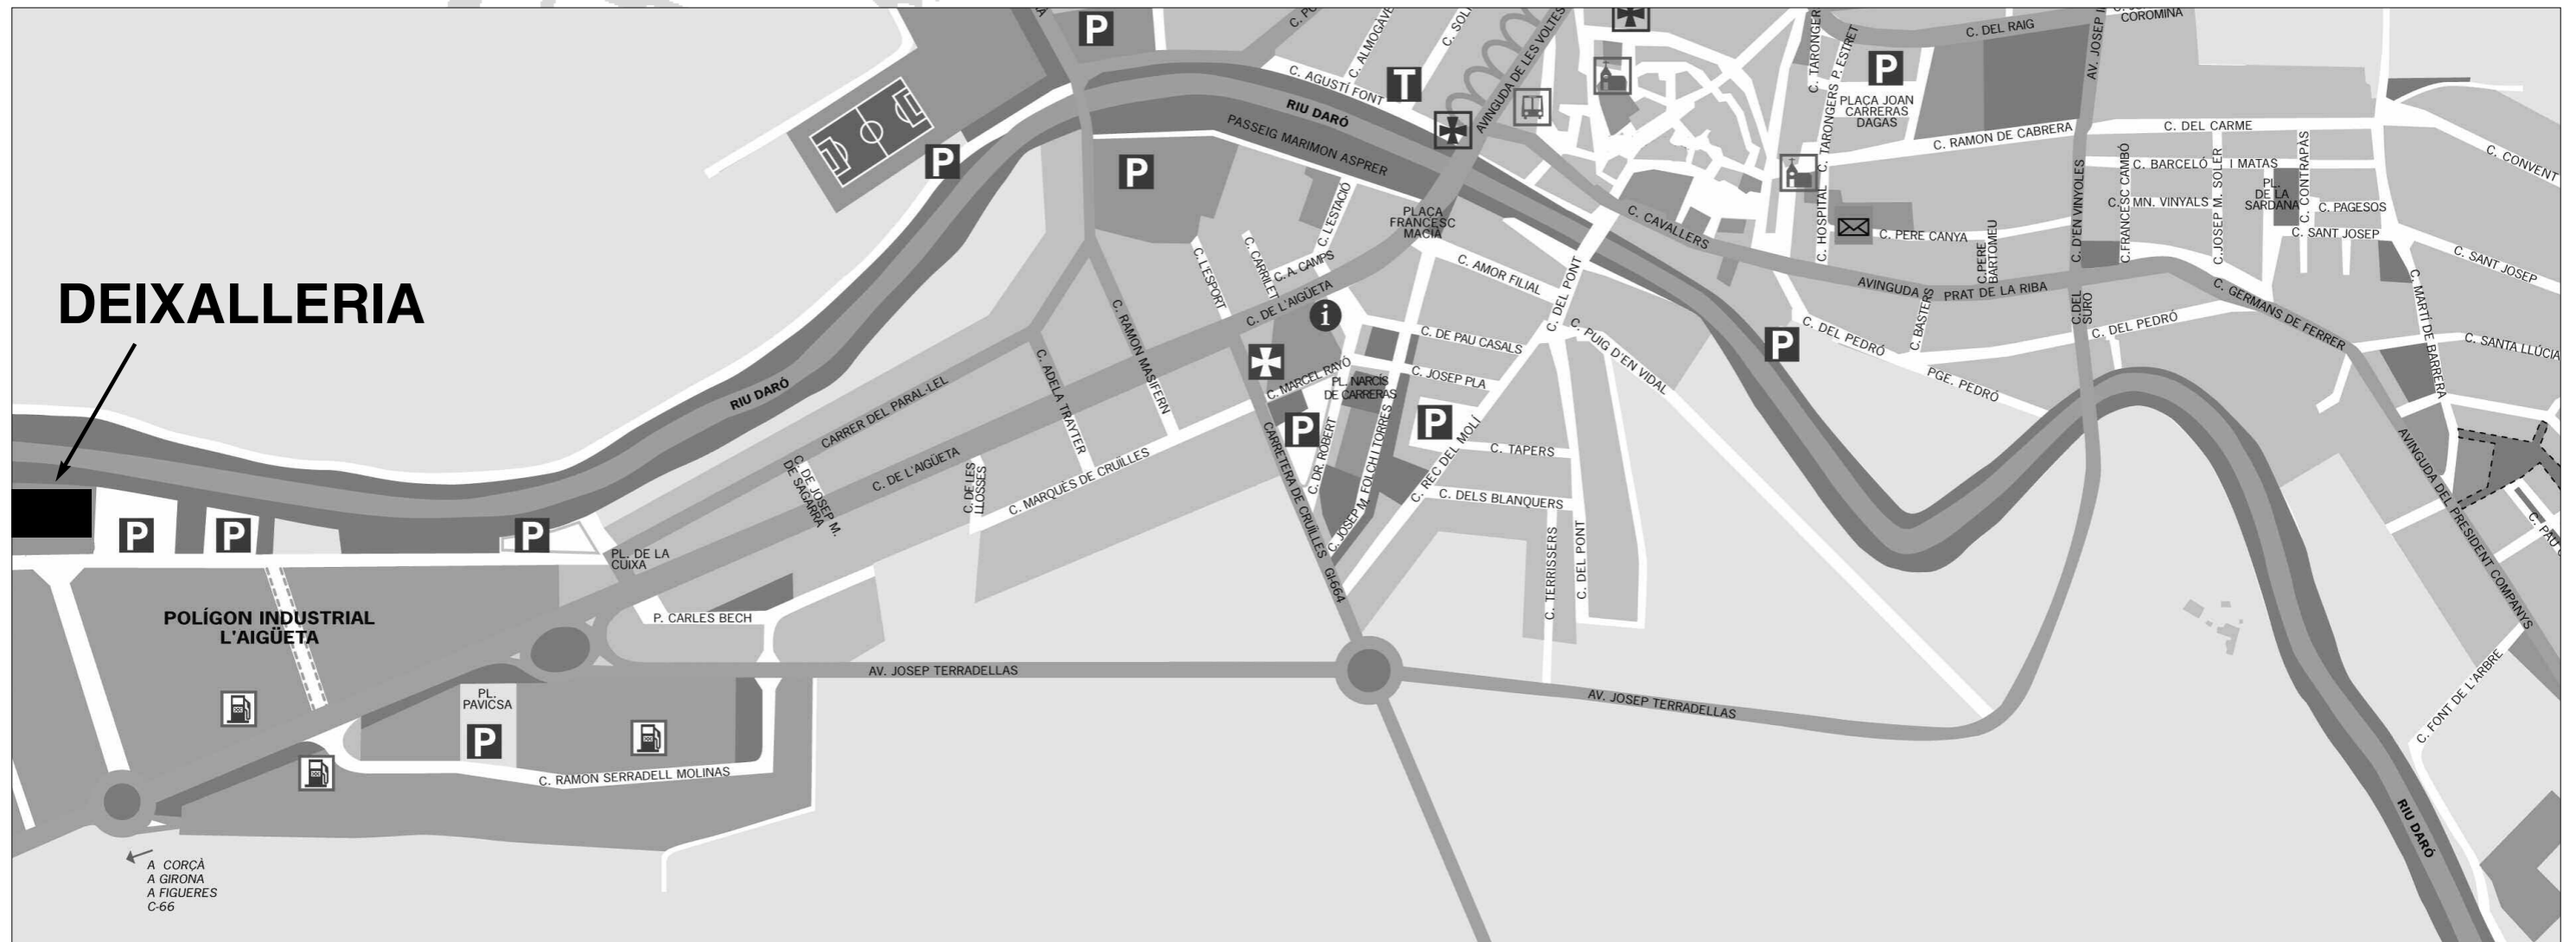 C. ALMOGÀVE
C. SOL
AVINGUDA DE LES VOLTES
C. TARONGER
C. TARONGERS P. ESTRET
C. DEL RAIG
AV. JOSEP
COROMINA
P
P
T
C. AGUSTÍ FONT
RIU DARÓ
PASSEIG MARIMON ASPRER
PLAÇA JOAN
CARRERAS
DAGAS
C. RAMON DE CABRERA
C. DEL CARME
C. CONVENT
P
P
C. BARCELÓ I MATAS
C. FRANCESC CAMBÓ
C. JOSEP M. SOLER
C. CONTRAPÀS
PL.
DE LA
SARDANA
C. MN. VINYALS
C. PAGESOS
C. SANT JOSEP
C. SANT JOSEP
C. D'EN VINYOLES
C. HOSPITAL
C. PERE CANYA
C. PERE
BARTOMEU
C. CAVALLERS
AVINGUDA PRAT DE LA RIBA
PLAÇA
FRANCESC
MACIÀ
C. L'ESTACIÓ
C. A. CAMPS
C. CARRILET
C. L'ESPORT
C. DE L'AIGÜETA
C. AMOR FILIAL
C. DEL PONT
DEIXALLERIA
i
C. RAMON MASIFERN
C. DE PAU CASALS
C. PUIG D'EN VIDAL
P
C. DEL PEDRÓ
C. BASTERS
C. DEL
SURO
C. DEL PEDRÓ
C. GERMANS DE FERRER
C. MARTÍ DE BARRERA
C. SANTA LLÚCIA
PGE. PEDRÓ
RIU DARÓ
CARRER DEL PARAL·LEL
C. ADELA TRAYTER
C. MARCEL RAYÓ
PL. NARCÍS
DE CARRERAS
C. JOSEP PLA
P
P
C. DR. ROBERT
C. JOSEP M. FOLCH I TORRES
C. REC DEL MOLÍ
C. TAPERS
C. DELS BLANQUERS
CARRETERA DE CRUÏLLES GI-664
C. DE L'AIGÜETA
C. DE JOSEP M.
DE SAGARRA
C. DE LES
LLOSSES
C. MARQUÈS DE CRUÏLLES
C. TERRISSERS
C. DEL PONT
AVINGUDA DEL PRESIDENT COMPANYS
P
P
P
PL. DE LA
CUIXA
POLÍGON INDUSTRIAL
L'AIGÜETA
P. CARLES BECH
AV. JOSEP TERRADELLAS
AV. JOSEP TERRADELLAS
C. FONT DE L'ARBRE
PL.
PAVICSA
P
C. RAMON SERRADELL MOLINAS
RIU DARÓ
A CORÇÀ
A GIRONA
A FIGUERES
C-66